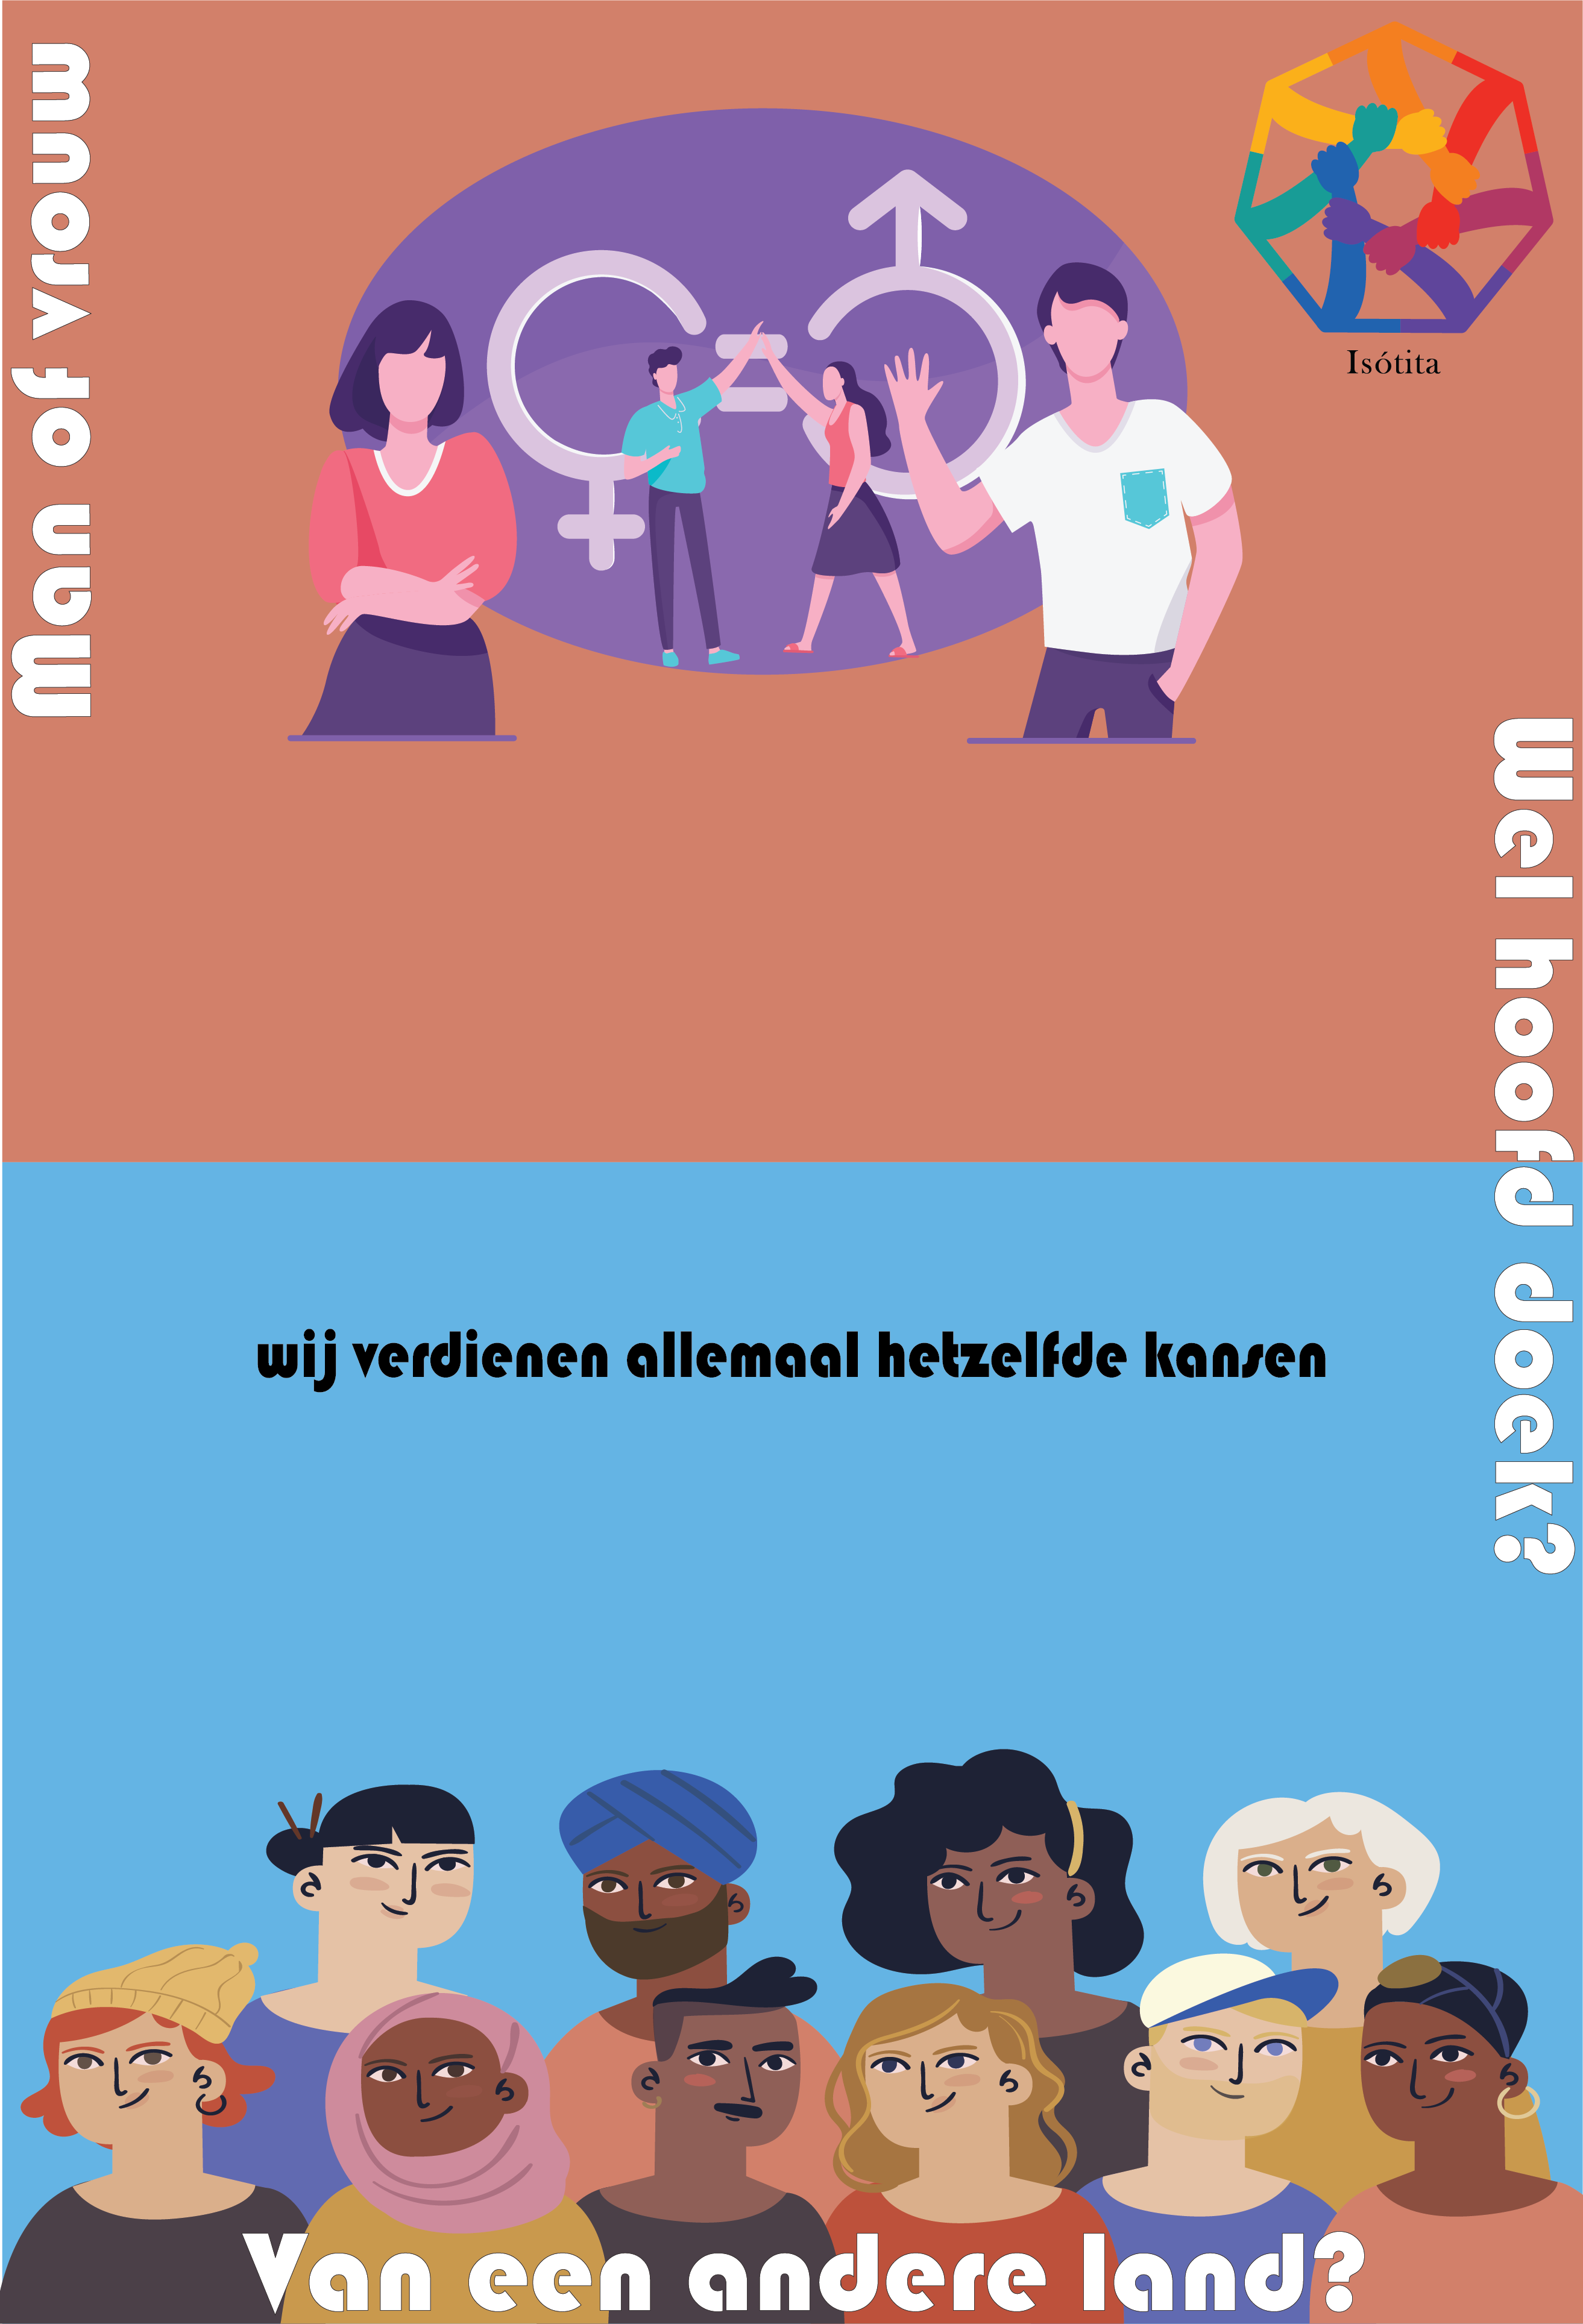 Man of vrouw
Isótita
Wel hoofd doek?
wij verdienen allemaal hetzelfde kansen
Van een andere land?